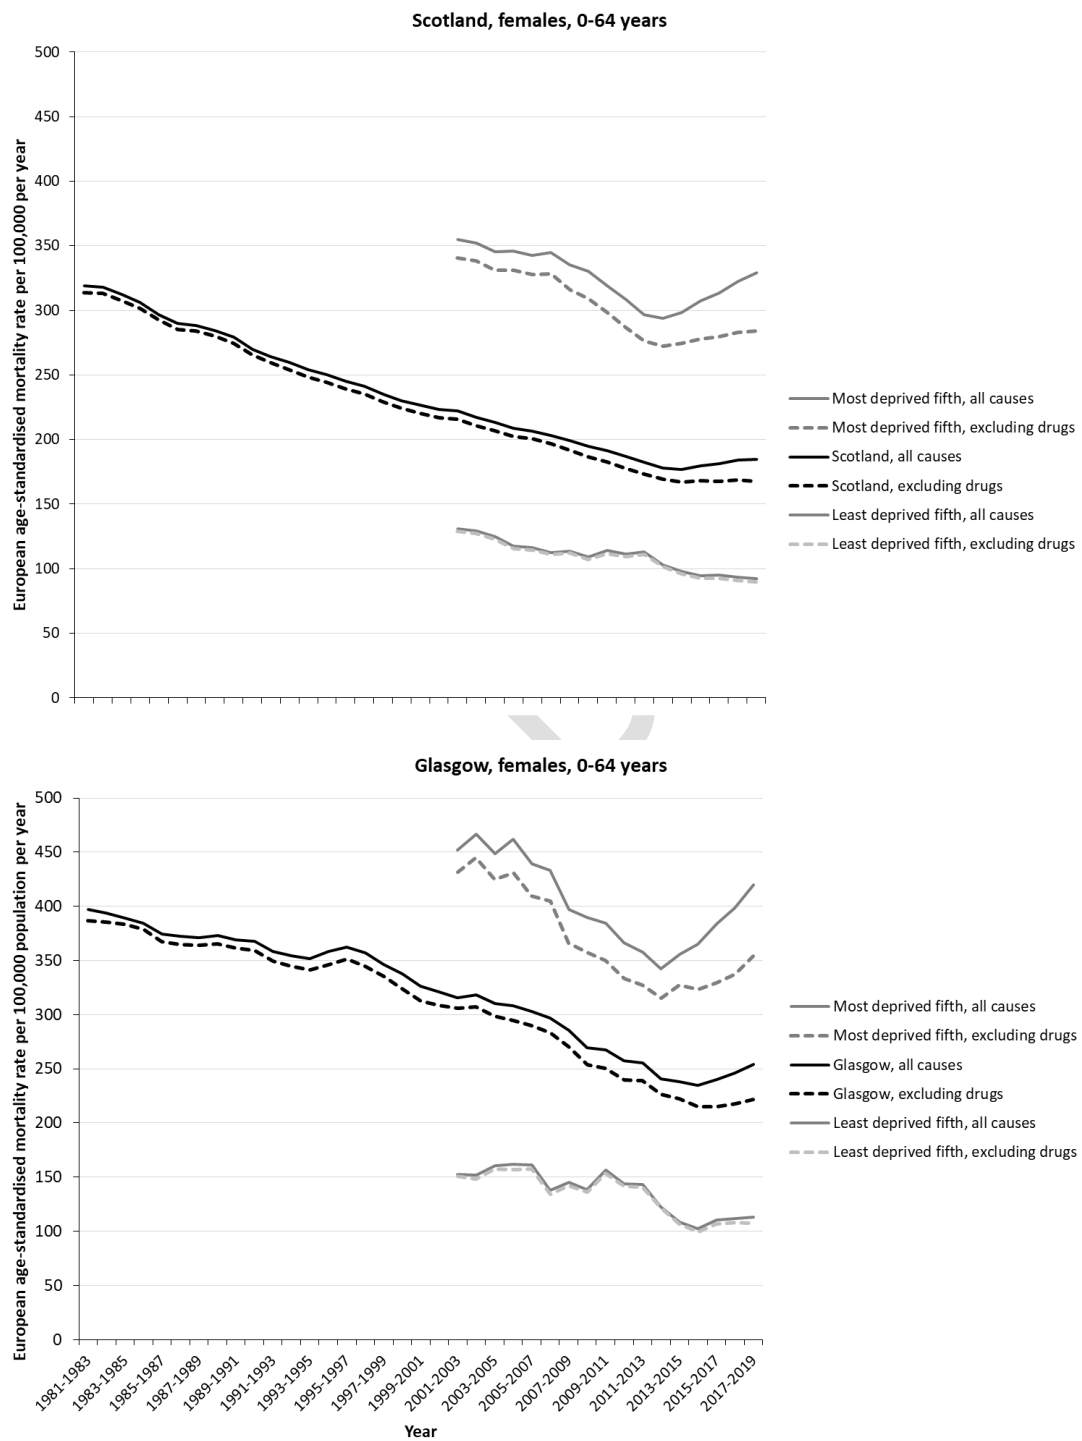 Scotland, females, 0-64 years
European age-standardised mortality rate per 100,000 per year
500
450
400
350
300
250
200
150
100
50
0
Most deprived fifth, all causes
Most deprived fifth, excluding drugs
Scotland, all causes
Scotland, excluding drugs
Least deprived fifth, all causes
Least deprived fifth, excluding drugs
Glasgow, females, 0-64 years
European age-standardised mortality rate per 100,000 population per year
500
450
400
350
300
250
200
150
100
50
0
Most deprived fifth, all causes
Most deprived fifth, excluding drugs
Glasgow, all causes
Glasgow, excluding drugs
Least deprived fifth, all causes
Least deprived fifth, excluding drugs
1981-1983
1983-1985
1985-1987
1987-1989
1989-1991
1991-1993
1993-1995
1995-1997
1997-1999
1999-2001
2001-2003
2003-2005
2005-2007
2007-2009
2009-2011
2011-2013
2013-2015
2015-2017
2017-2019
Year